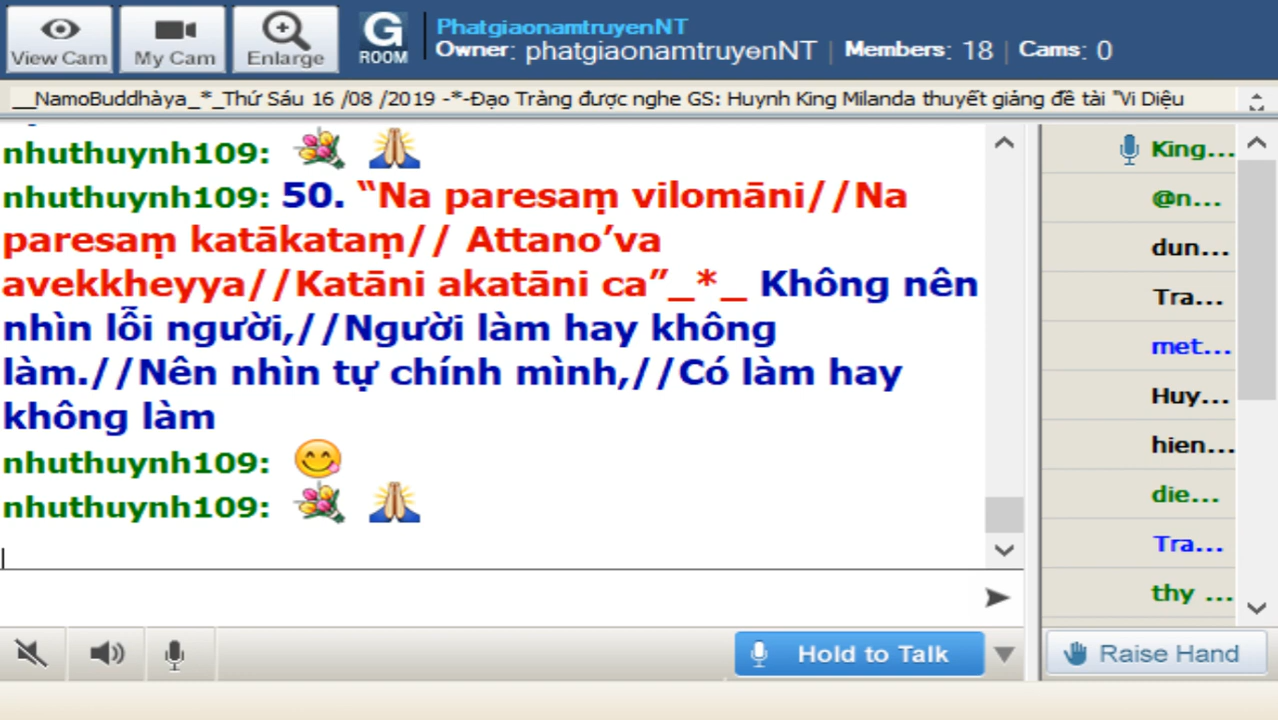 View Cam
My Cam
Enlarge
G
ROOM
PhatgiaonamtruyenNT
Owner: phatgiaonamtruyenNT | Members: 18 | Cams: 0
__NamoBuddhàya_*_Thứ Sáu 16 /08 /2019 -*-Đạo Tràng được nghe GS: Huynh King Milanda thuyết giảng đề tài "Vi Diệu
nhuthuynh109:
nhuthuynh109: 50. “Na paresaṃ vilomāni//Na
paresaṃ katākataṃ// Attano’va
avekkheyya//Katāni akatāni ca”_*_ Không nên
nhìn lỗi người,//Người làm hay không
làm.//Nên nhìn tự chính mình,//Có làm hay
không làm
nhuthuynh109:
nhuthuynh109:
King...
@n...
dun...
Tra...
met...
Huy...
hien...
die...
Tra...
thy ...
Hold to Talk
Raise Hand